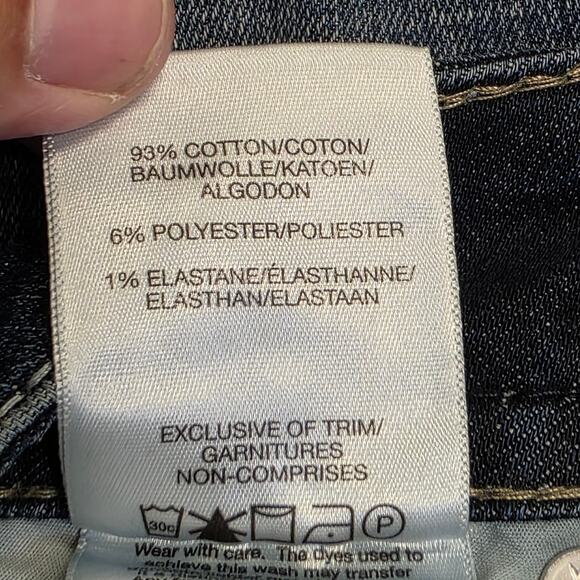 93% COTTON/COTON/
BAUMWOLLE/KATOEN/
ALGODON
6% POLYESTER/POLIESTER
1% ELASTANE/ÉLASTHANNE/
ELASTHAN/ELASTAAN
EXCLUSIVE OF TRIM/
GARNITURES
NON-COMPRISES
30c P
Wear with care. The dyes used to
achieve this wash may transfer